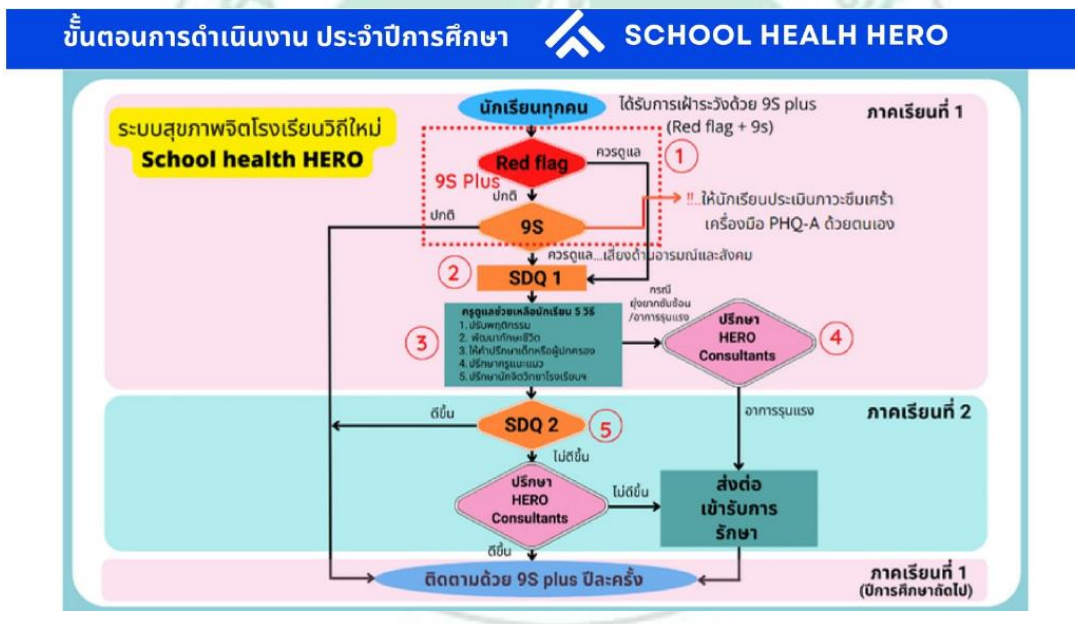 ขั้นตอนการดำเนินงาน ประจำปีการศึกษา
SCHOOL HEALH HERO
ระบบสุขภาพจิตโรงเรียนวิถีใหม่
School health HERO
นักเรียนทุกคน
ได้รับการเฝ้าระวังด้วย 9S plus
(Red flag + 9s)
ภาคเรียนที่ 1
Red flag
ควรดูแล
1
9S Plus
ปกติ
ปกติ
9S
!!...ให้นักเรียนประเมินภาวะซึมเศร้า
เครื่องมือ PHQ-A ด้วยตนเอง
ควรดูแล...เสี่ยงด้านอารมณ์และสังคม
2
SDQ 1
3
ครูดูแลช่วยเหลือนักเรียน 5 วิธี
1. ปรับพฤติกรรม
2. พัฒนาทักษะชีวิต
3. ให้คำปรึกษาเด็กหรือผู้ปกครอง
4. ปรึกษาครูแนะแนว
5. ปรึกษานักจิตวิทยาโรงเรียนฯ
กรณี
ยุ่งยากซับซ้อน
/อาการรุนแรง
ปรึกษา
HERO
Consultants
4
ดีขึ้น
SDQ 2
5
อาการรุนแรง
ภาคเรียนที่ 2
ไม่ดีขึ้น
ปรึกษา
HERO
Consultants
ไม่ดีขึ้น
ส่งต่อ
เข้ารับการ
รักษา
ดีขึ้น
ติดตามด้วย 9S plus ปีละครั้ง
ภาคเรียนที่ 1
(ปีการศึกษาถัดไป)